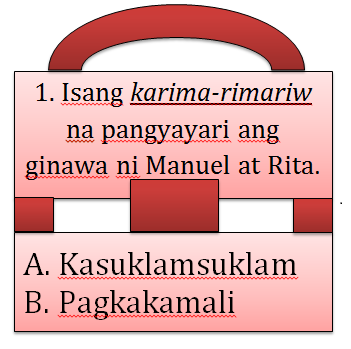 1. Isang karima-rimariw
na pangyayari ang
ginawa ni Manuel at Rita.
A. Kasuklamsuklam
B. Pagkakamali